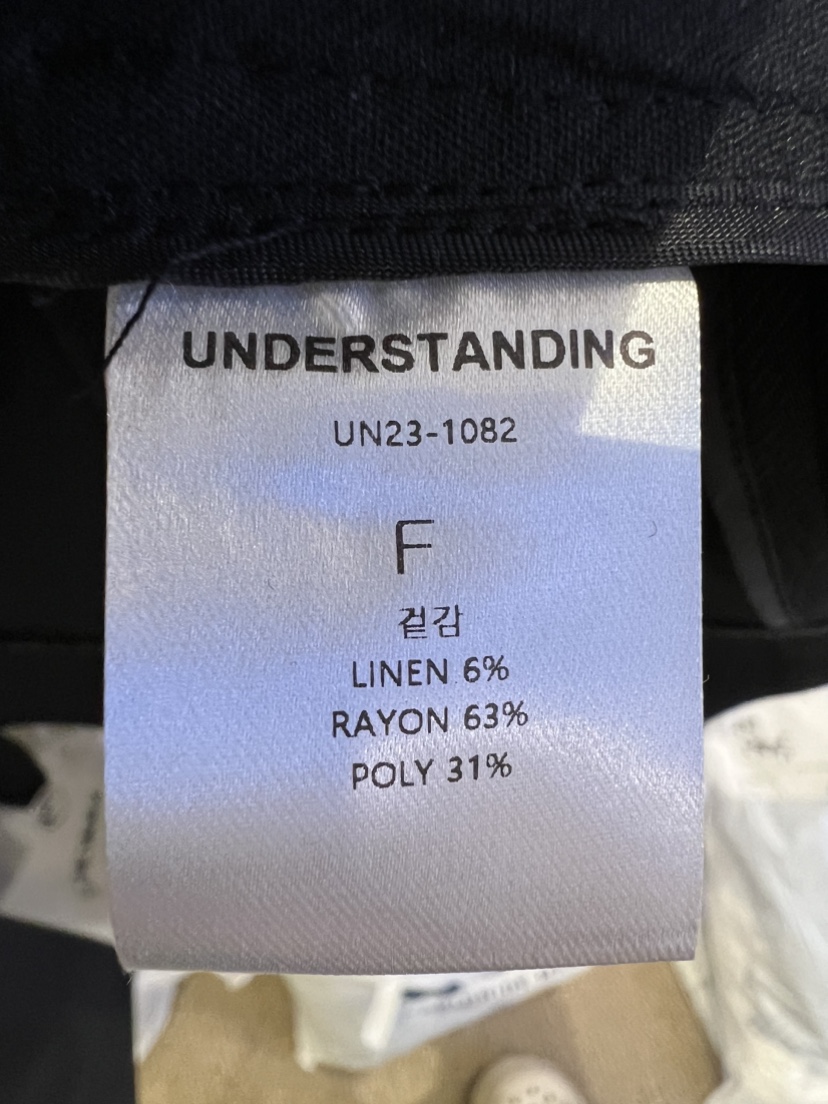 UNDERSTANDING
UN23-1082
F
겉감
LINEN 6%
RAYON 63%
POLY 31%